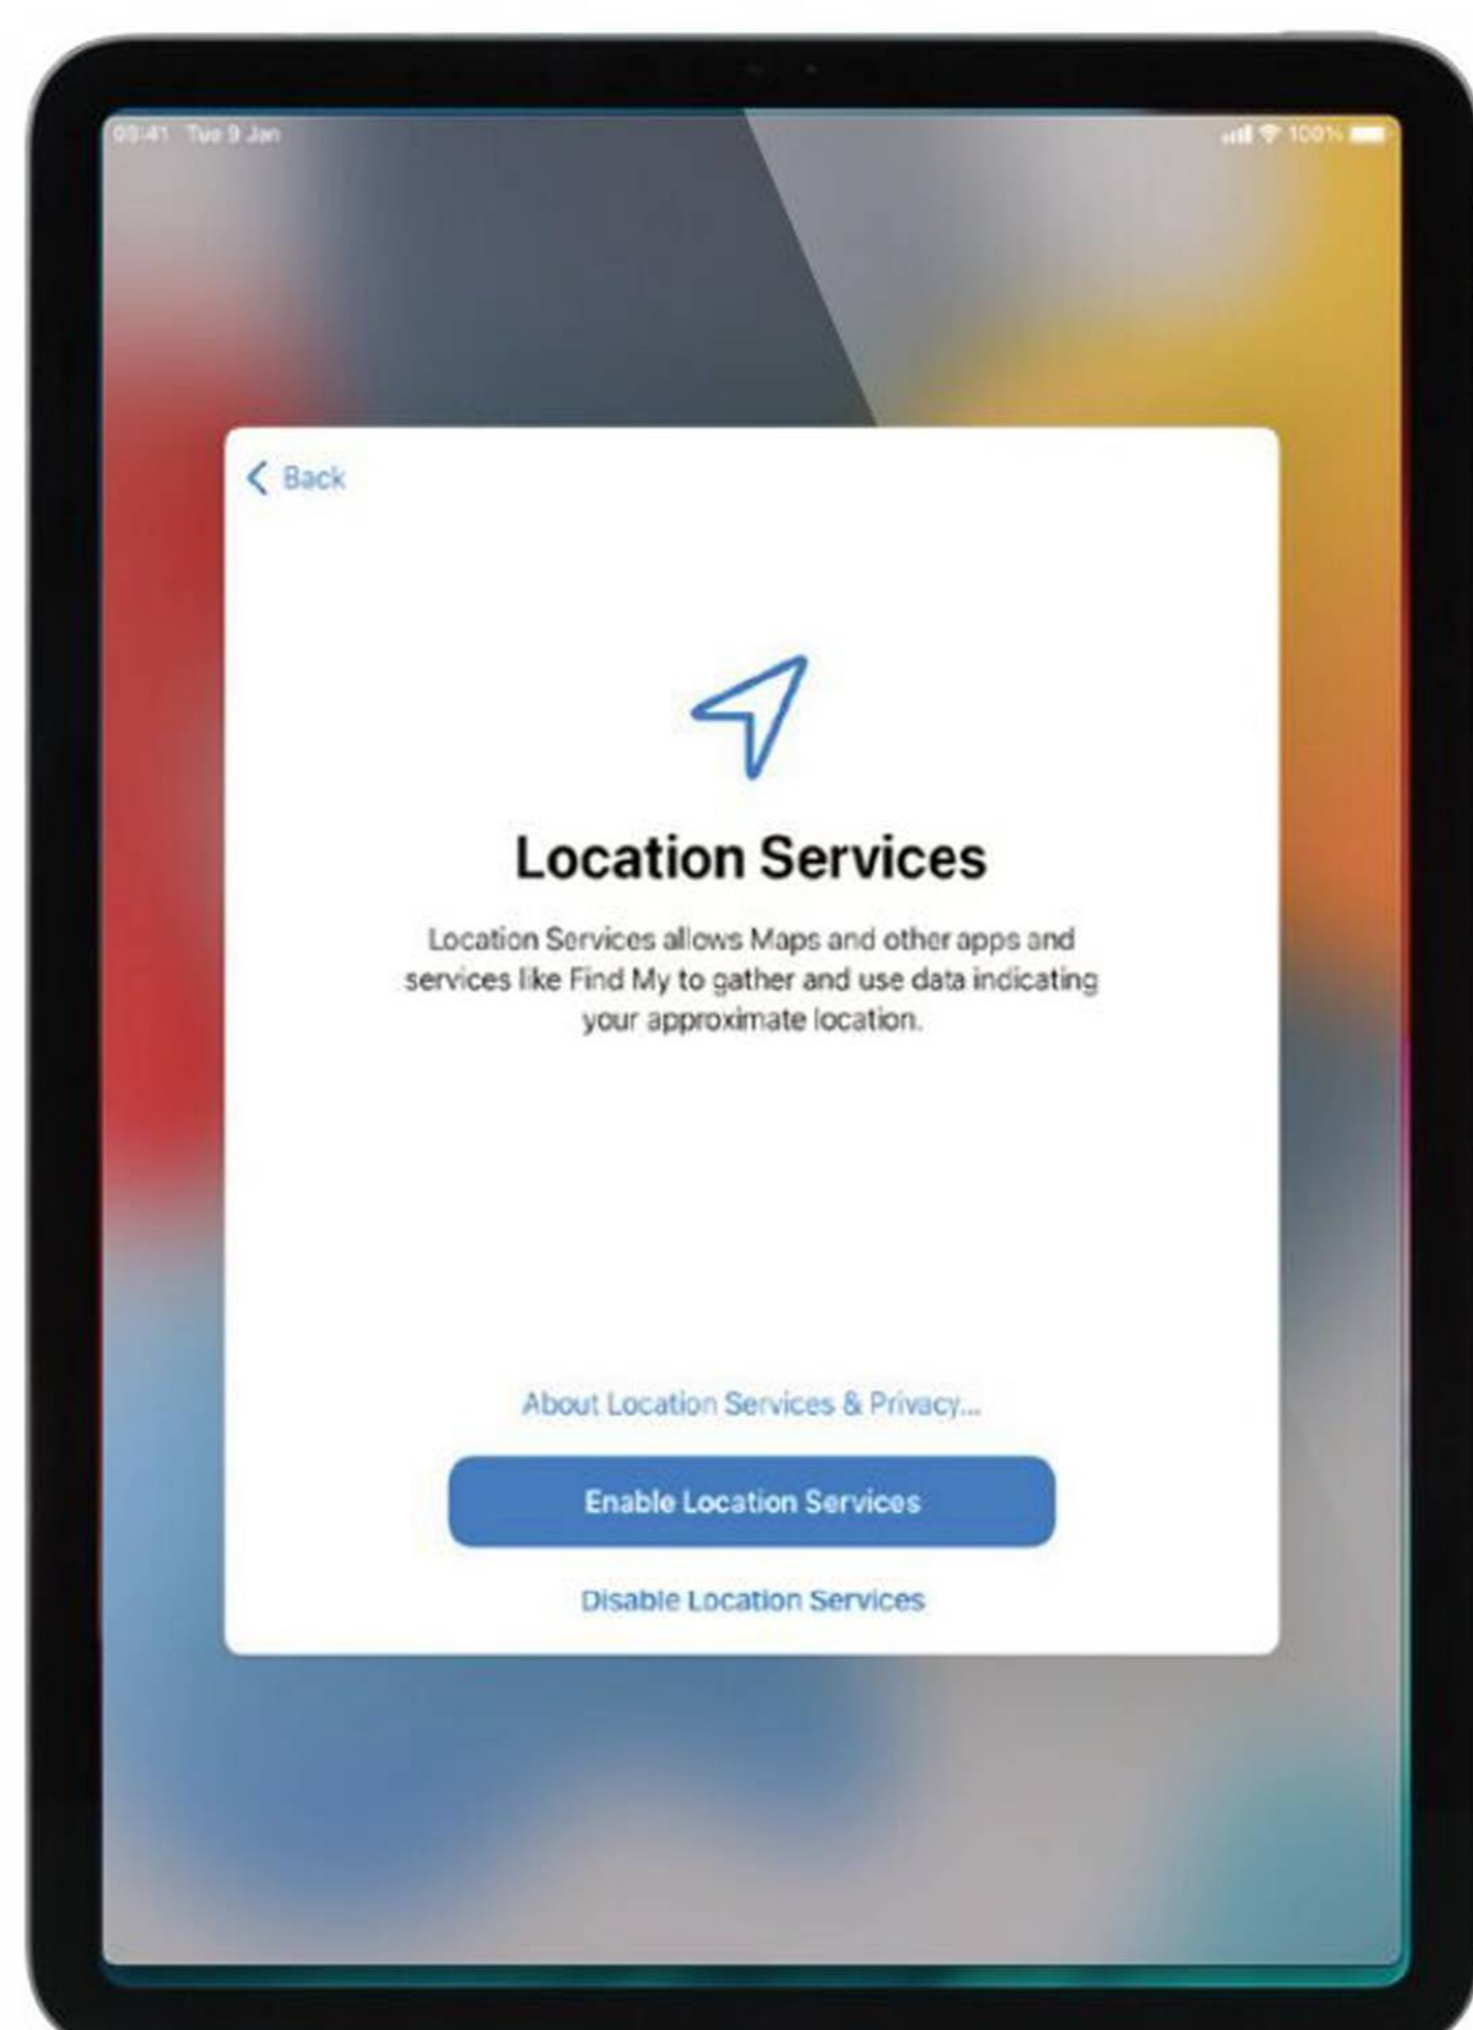 09:41 Tue 9 Jan
100%
Back
Location Services
Location Services allows Maps and other apps and
services like Find My to gather and use data indicating
your approximate location.
About Location Services & Privacy...
Enable Location Services
Disable Location Services